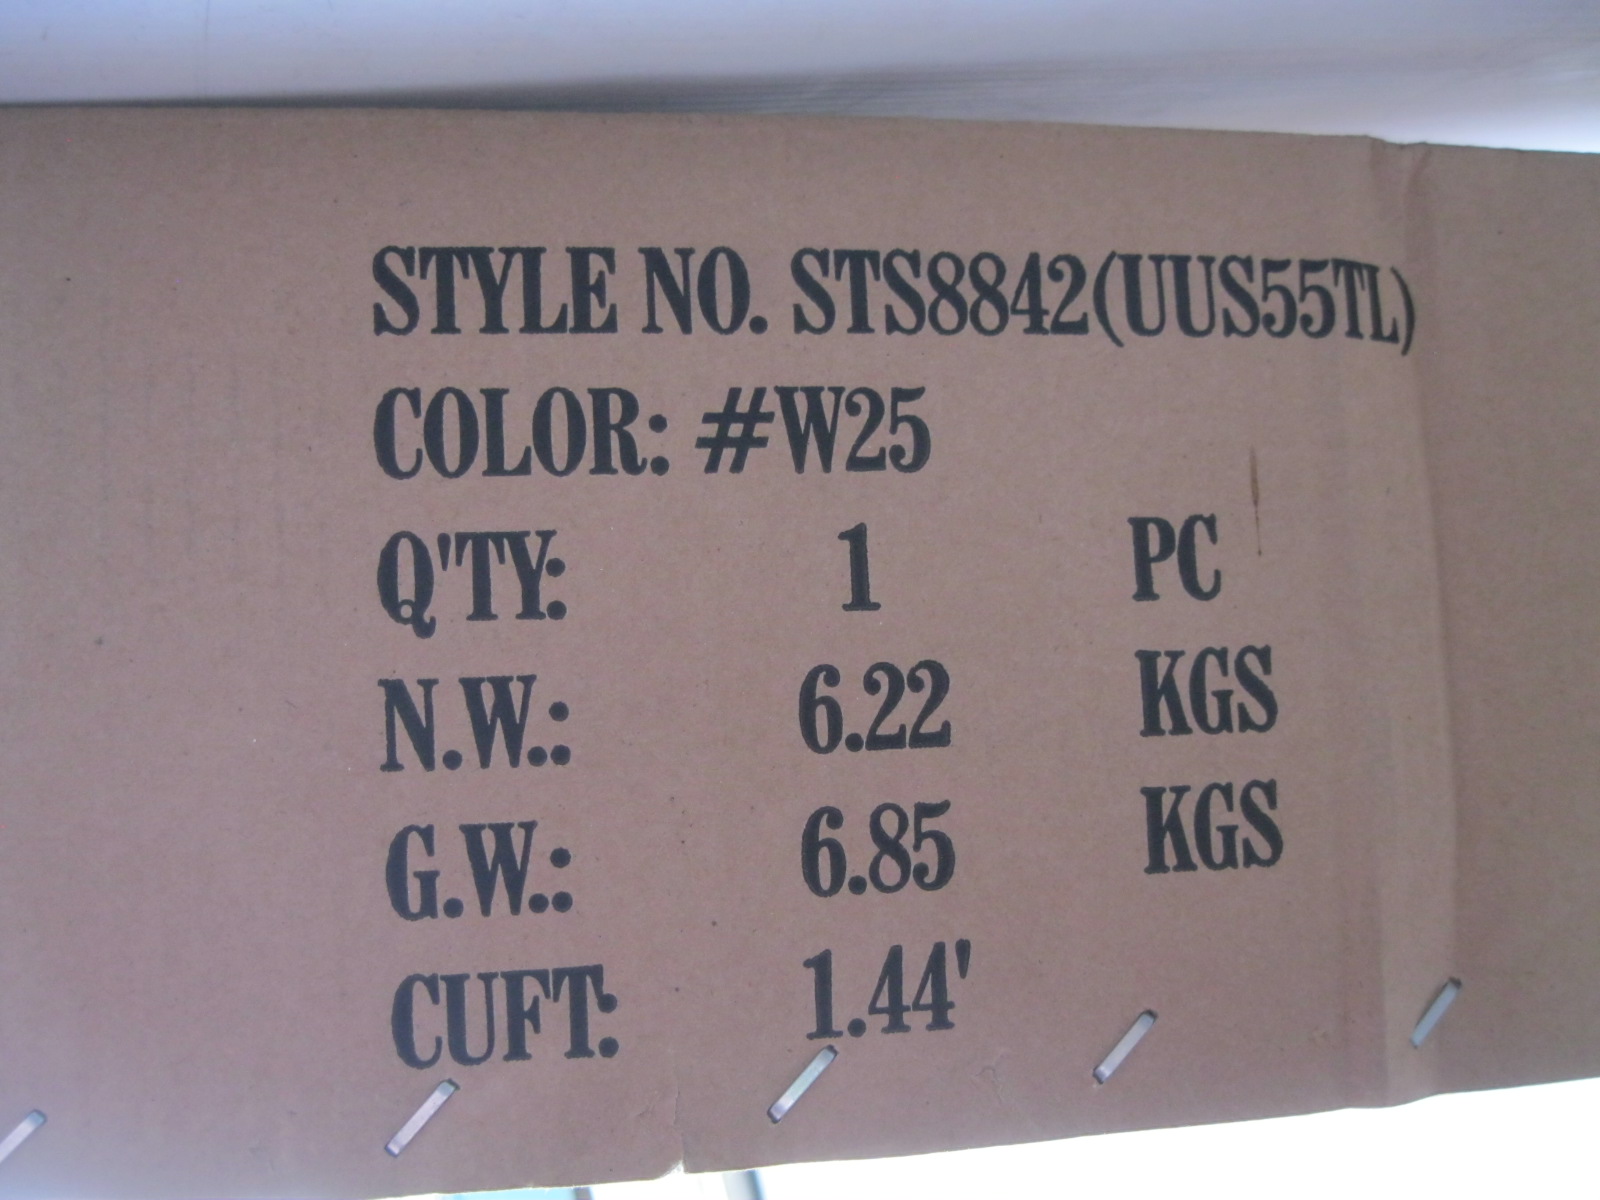 STYLE NO. STS8842(UUS55TL)
COLOR: #W25
Q'TY: 1 PC
N.W.: 6.22 KGS
G.W.: 6.85 KGS
CUFT: 1.44'